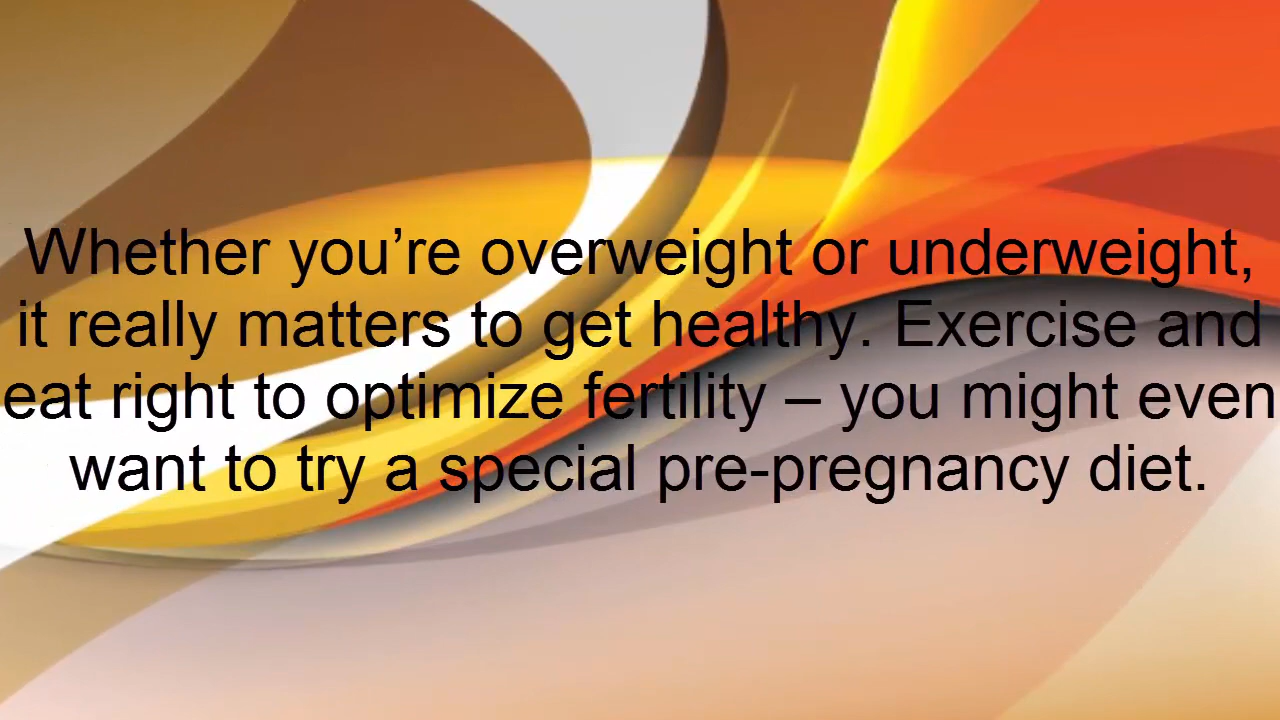 Whether you’re overweight or underweight,
it really matters to get healthy. Exercise and
eat right to optimize fertility – you might even
want to try a special pre-pregnancy diet.